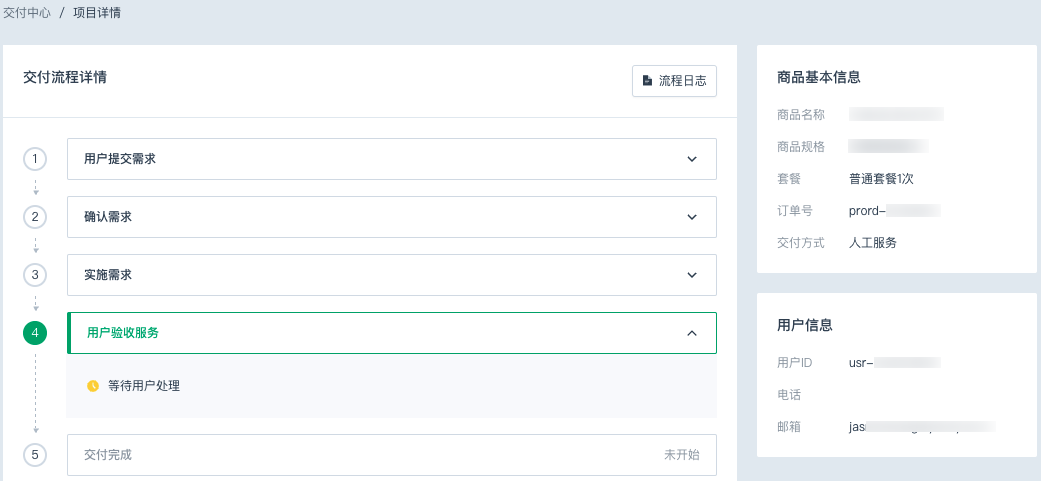 交付中心 / 项目详情
交付流程详情
流程日志
1 用户提交需求
2 确认需求
3 实施需求
4 用户验收服务
等待用户处理
5 交付完成 未开始
商品基本信息
商品名称
商品规格
套餐 普通套餐1次
订单号 prord-
交付方式 人工服务
用户信息
用户ID usr-
电话
邮箱 jas